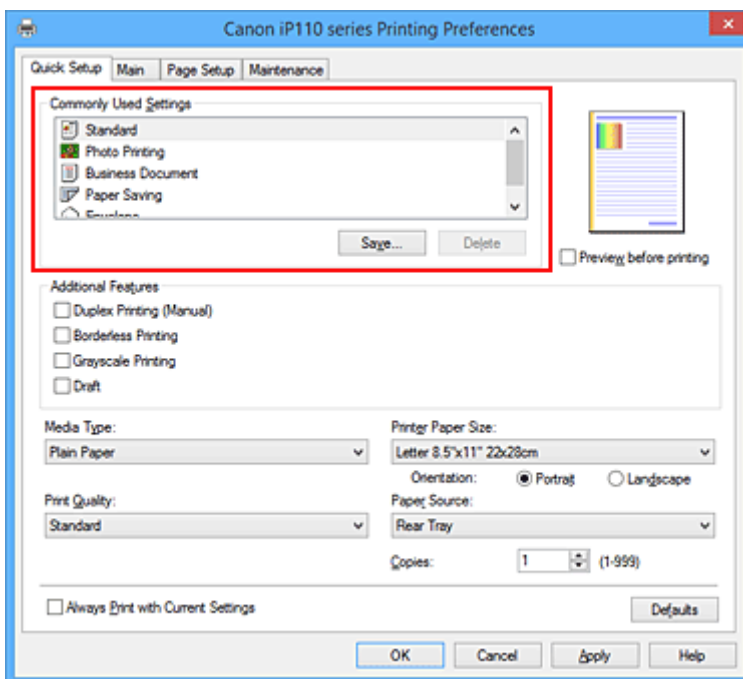 Canon iP110 series Printing Preferences
Quick Setup Main Page Setup Maintenance
Commonly Used Settings
Standard
Photo Printing
Business Document
Paper Saving
Envelope
Save... Delete
Preview before printing
Additional Features
Duplex Printing (Manual)
Borderless Printing
Grayscale Printing
Draft
Media Type: Printer Paper Size:
Plain Paper Letter 8.5"x11" 22x28cm
Orientation: Portrait Landscape
Print Quality: Paper Source:
Standard Rear Tray
Copies: 1 (1-999)
Always Print with Current Settings Defaults
OK Cancel Apply Help